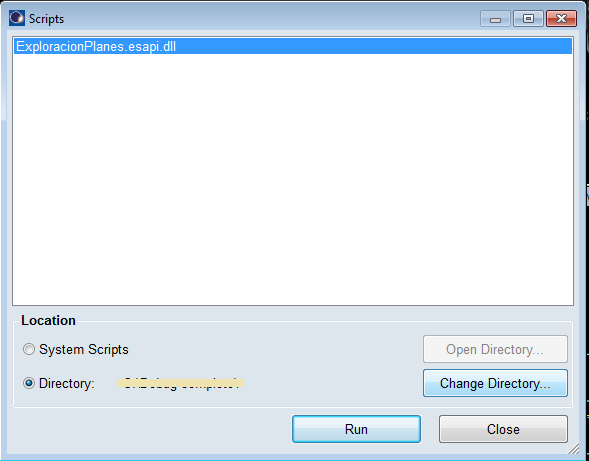 Scripts
ExploracionPlanes.esapi.dll
Location
System Scripts
Open Directory...
Directory:
Change Directory...
Run
Close